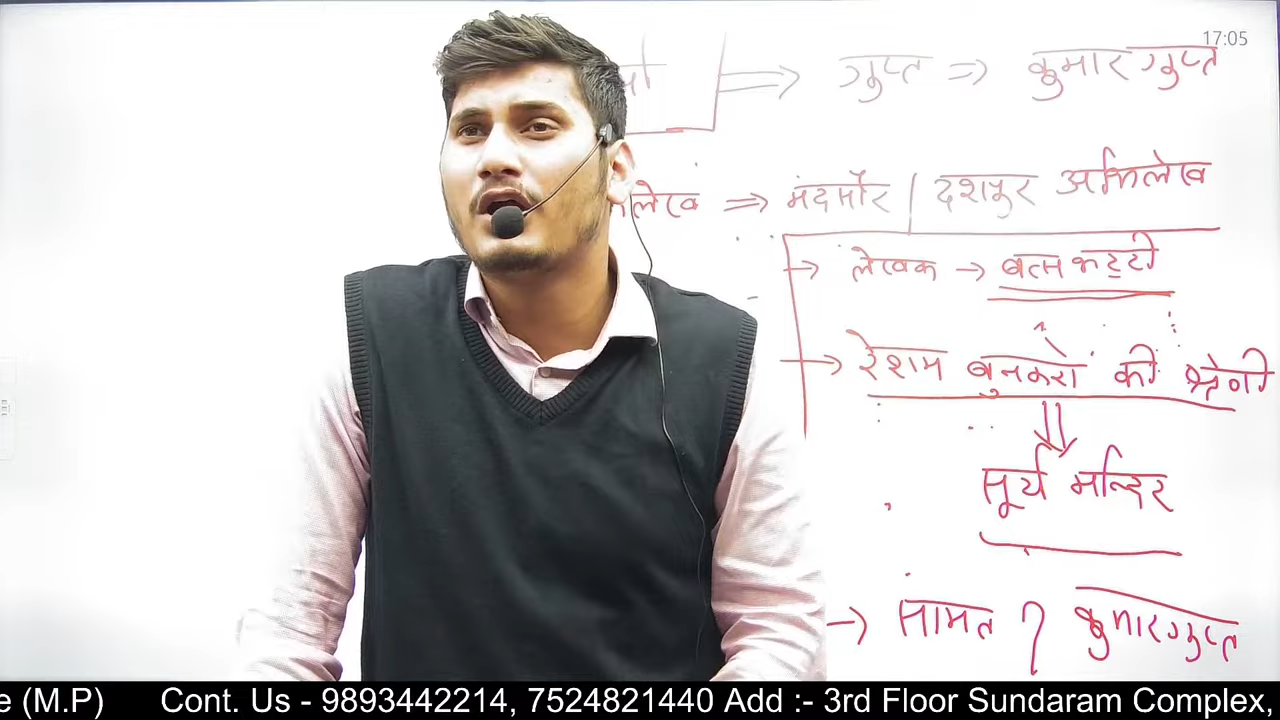 17:05
⇒ गुप्त ⇒ कुमारगुप्त
लेख ⇒ मंदसौर / दशपुर अभिलेख
→ लेखक → वत्सभट्टी
→ रेशम बुनकरों की श्रेणी
सूर्य मन्दिर
→ सामंत ? कुमारगुप्त
e (M.P) Cont. Us - 9893442214, 7524821440 Add :- 3rd Floor Sundaram Complex,